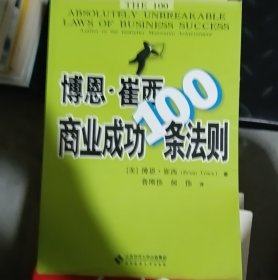 THE 100
ABSOLUTELY UNBREAKABLE
LAWS OF BUSINESS SUCCESS
博恩·崔西
100
商业成功 条法则
[美] 博恩·崔西 (Brian Tracy) 著